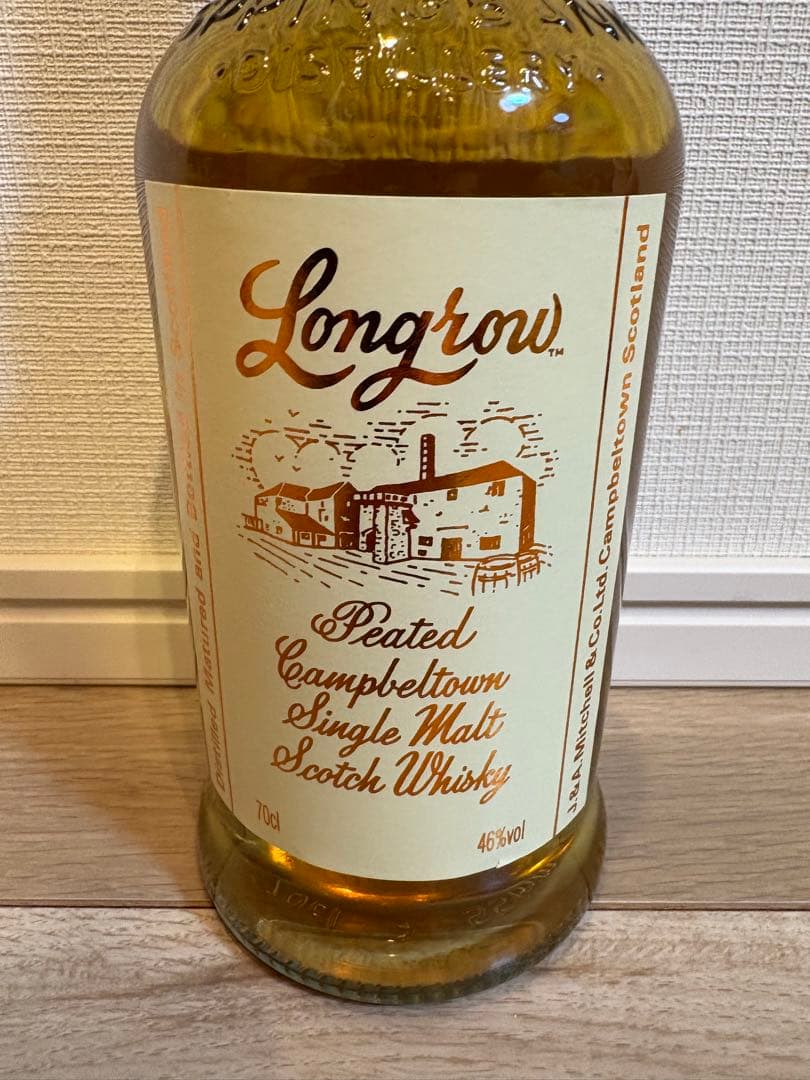 SPRINGBANK
·DISTILLERY·
Longrow™
Peated
Campbeltown
Single Malt
Scotch Whisky
70cl
46%vol
Distilled Matured and Bottled in Scotland
J.&A.Mitchell & Co.Ltd.Campbeltown Scotland